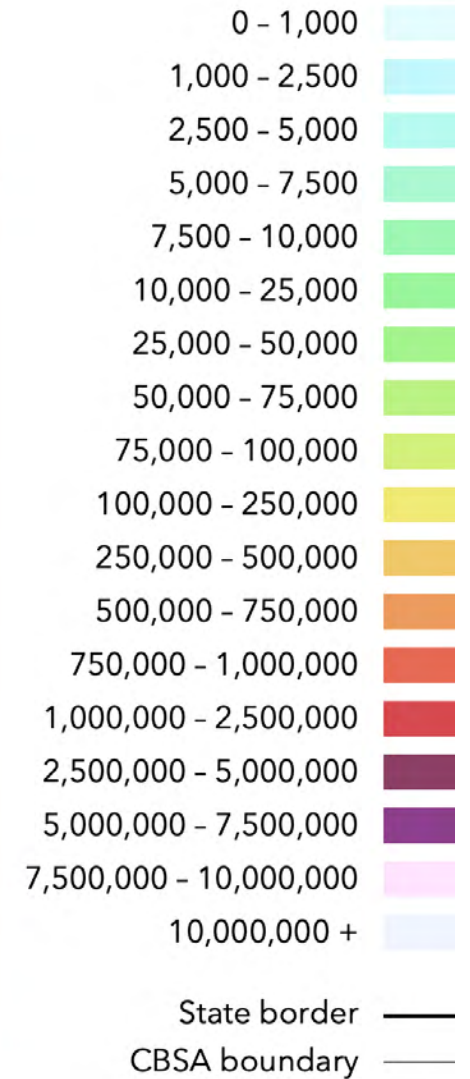 0 – 1,000
1,000 – 2,500
2,500 – 5,000
5,000 – 7,500
7,500 – 10,000
10,000 – 25,000
25,000 – 50,000
50,000 – 75,000
75,000 – 100,000
100,000 – 250,000
250,000 – 500,000
500,000 – 750,000
750,000 – 1,000,000
1,000,000 – 2,500,000
2,500,000 – 5,000,000
5,000,000 – 7,500,000
7,500,000 – 10,000,000
10,000,000 +
State border
CBSA boundary